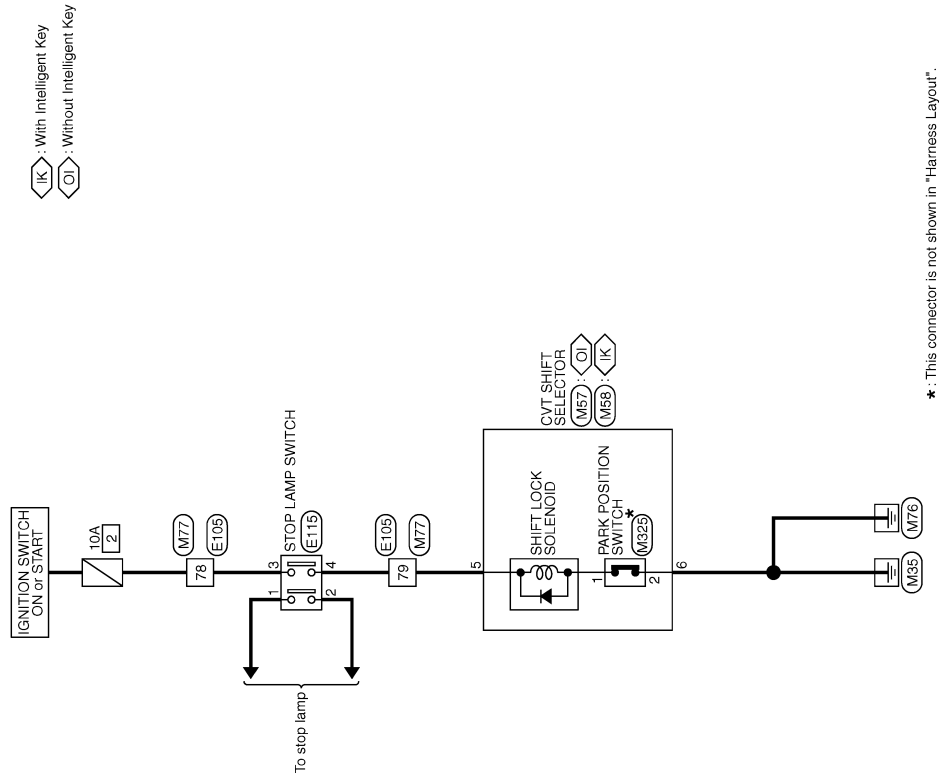 IK : With Intelligent Key
OI : Without Intelligent Key
IGNITION SWITCH
ON or START
10A
2
M77
78
E105
STOP LAMP SWITCH
E115
3
1
4
2
To stop lamp
E105
79
M77
CVT SHIFT
SELECTOR
M57 : OI
M58 : IK
5
SHIFT LOCK
SOLENOID
PARK POSITION
SWITCH *
M325
1
2
6
M35
M76
* : This connector is not shown in "Harness Layout".